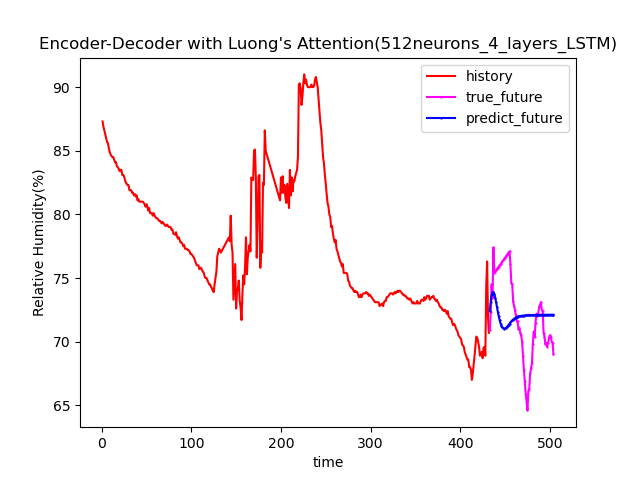 Encoder-Decoder with Luong's Attention(512neurons_4_layers_LSTM)
history
true_future
predict_future
Relative Humidity(%)
90
85
80
75
70
65
0
100
200
300
400
500
time